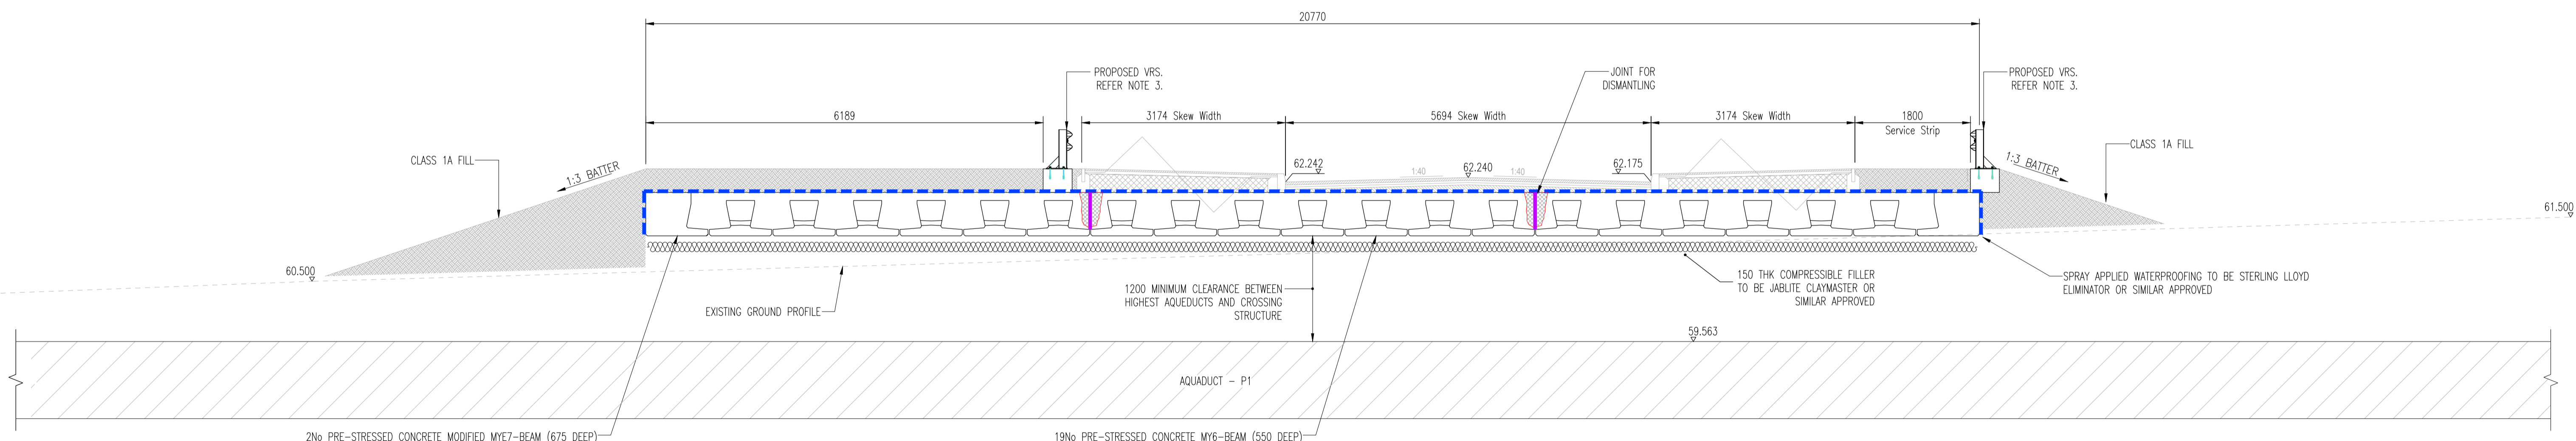 20770
PROPOSED VRS.
REFER NOTE 3.
JOINT FOR
DISMANTLING
PROPOSED VRS.
REFER NOTE 3.
6189
3174 Skew Width
5694 Skew Width
3174 Skew Width
1800
Service Strip
CLASS 1A FILL
1:3 BATTER
62.242
1:40
62.240
1:40
62.175
1:3 BATTER
CLASS 1A FILL
61.500
60.500
EXISTING GROUND PROFILE
1200 MINIMUM CLEARANCE BETWEEN
HIGHEST AQUEDUCTS AND CROSSING
STRUCTURE
150 THK COMPRESSIBLE FILLER
TO BE JABLITE CLAYMASTER OR
SIMILAR APPROVED
SPRAY APPLIED WATERPROOFING TO BE STERLING LLOYD
ELIMINATOR OR SIMILAR APPROVED
59.563
AQUADUCT - P1
2No PRE-STRESSED CONCRETE MODIFIED MYE7-BEAM (675 DEEP)
19No PRE-STRESSED CONCRETE MY6-BEAM (550 DEEP)